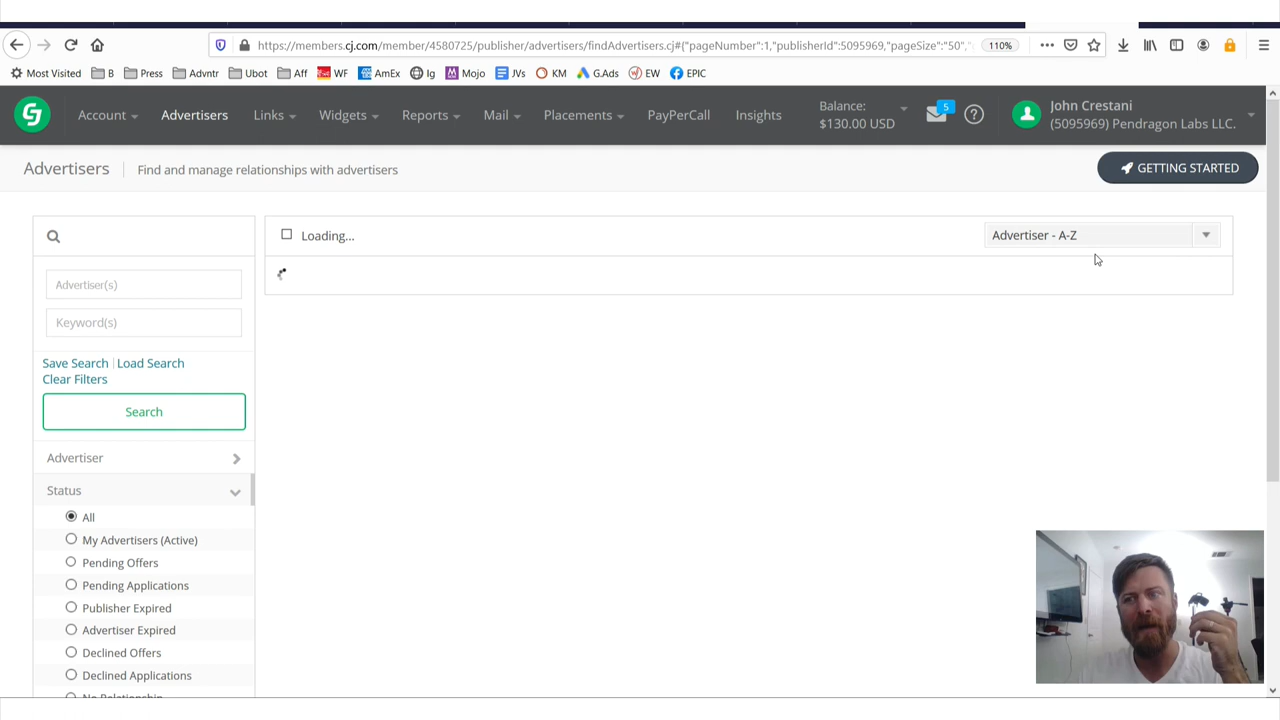 https://members.cj.com/member/4580725/publisher/advertisers/findAdvertisers.cj#{"pageNumber":1,"publisherId":5095969,"pageSize":"50",
110%
Most Visited
B
Press
Advntr
Ubot
Aff
WF
AmEx
Ig
Mojo
JVs
KM
G.Ads
EW
EPIC
Account
Advertisers
Links
Widgets
Reports
Mail
Placements
PayPerCall
Insights
Balance:
$130.00 USD
5
John Crestani
(5095969) Pendragon Labs LLC.
Advertisers
Find and manage relationships with advertisers
GETTING STARTED
Loading...
Advertiser - A-Z
Advertiser(s)
Keyword(s)
Save Search | Load Search
Clear Filters
Search
Advertiser
Status
All
My Advertisers (Active)
Pending Offers
Pending Applications
Publisher Expired
Advertiser Expired
Declined Offers
Declined Applications
No Relationship